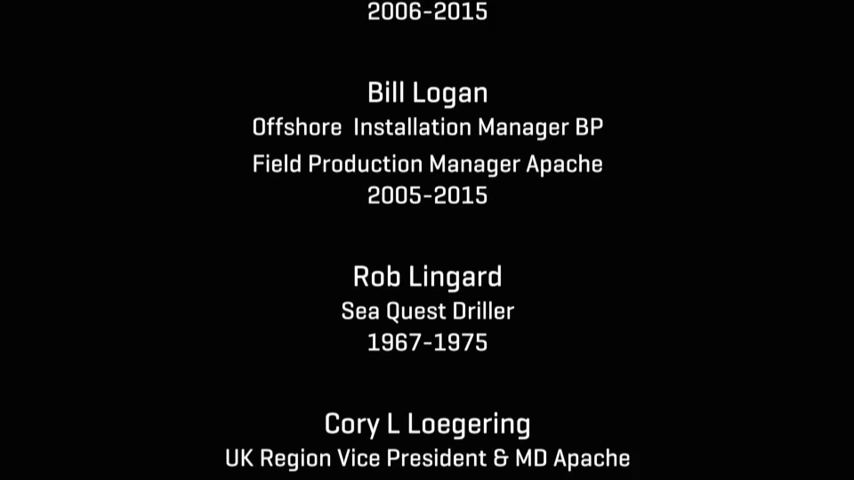 2006-2015
Bill Logan
Offshore Installation Manager BP
Field Production Manager Apache
2005-2015
Rob Lingard
Sea Quest Driller
1967-1975
Cory L Loegering
UK Region Vice President & MD Apache